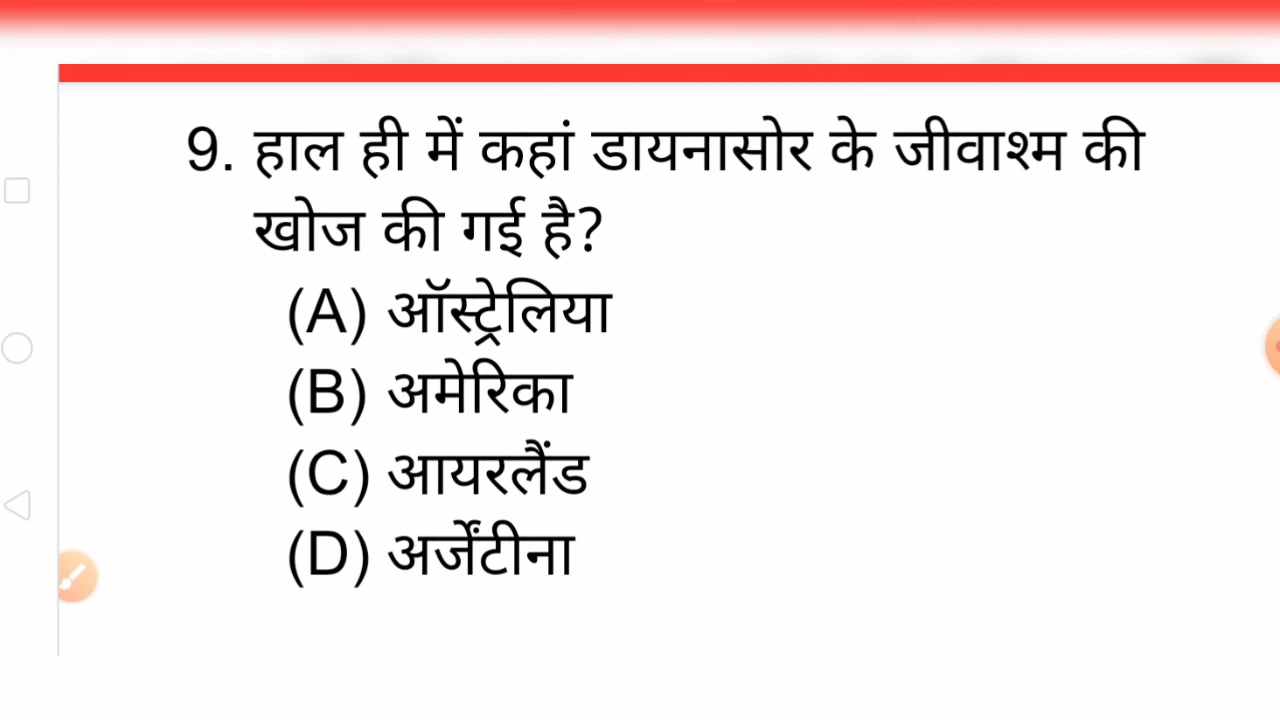 9. हाल ही में कहां डायनासोर के जीवाश्म की
खोज की गई है?
(A) ऑस्ट्रेलिया
(B) अमेरिका
(C) आयरलैंड
(D) अर्जेंटीना